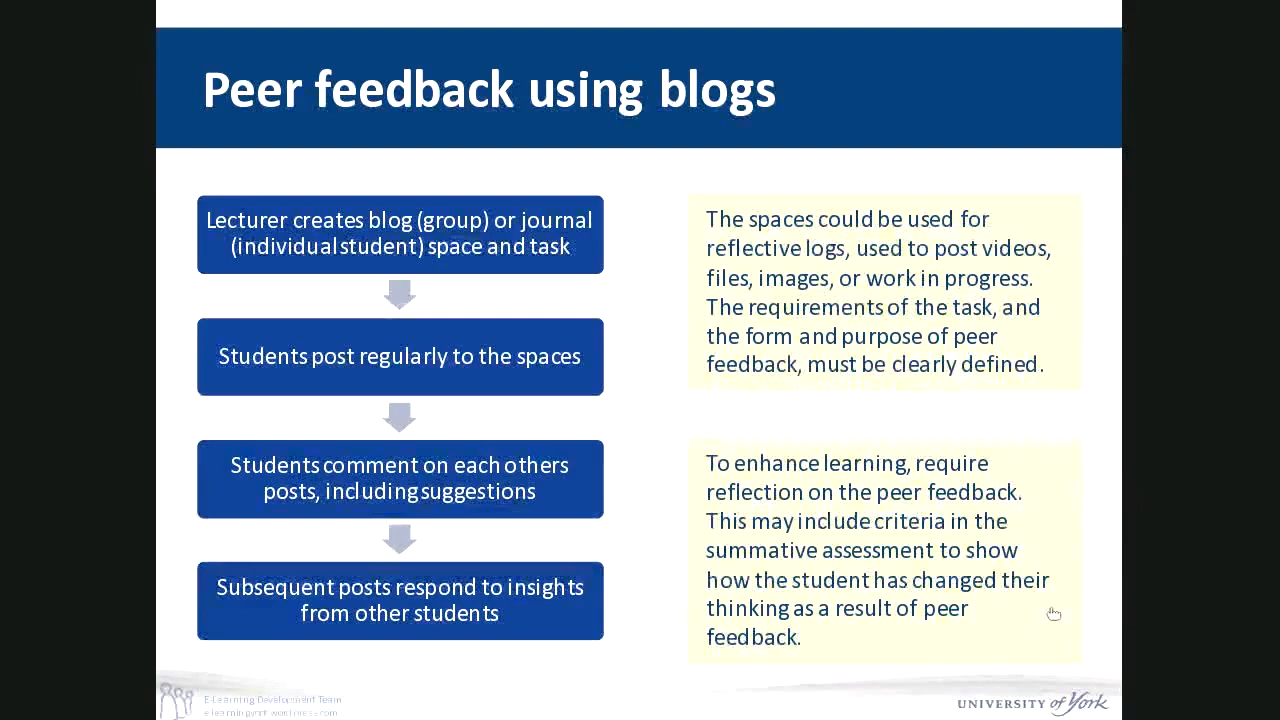 Peer feedback using blogs
Lecturer creates blog (group) or journal
(individual student) space and task
Students post regularly to the spaces
Students comment on each others
posts, including suggestions
Subsequent posts respond to insights
from other students
The spaces could be used for
reflective logs, used to post videos,
files, images, or work in progress.
The requirements of the task, and
the form and purpose of peer
feedback, must be clearly defined.
To enhance learning, require
reflection on the peer feedback.
This may include criteria in the
summative assessment to show
how the student has changed their
thinking as a result of peer
feedback.
E-Learning Development Team
UNIVERSITY of York